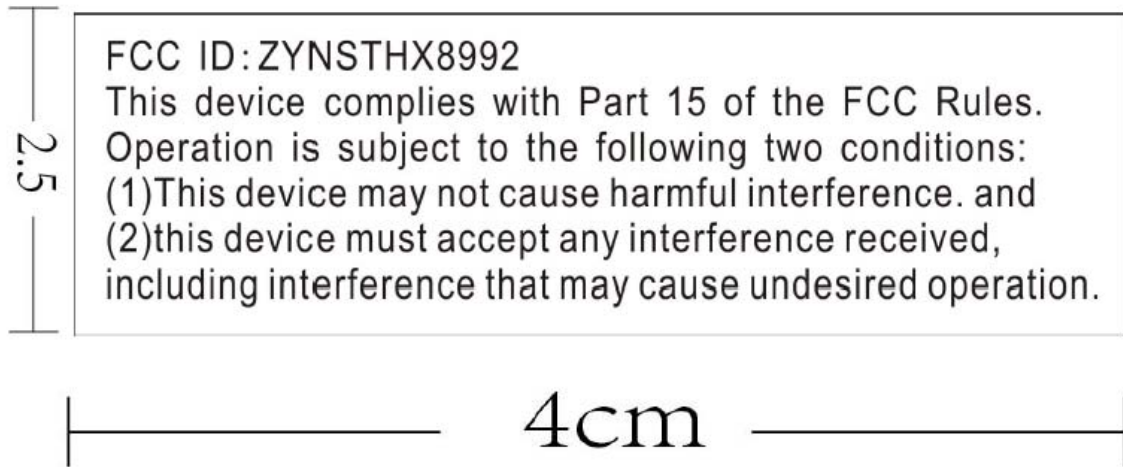 FCC ID:ZYNSTHX8992
This device complies with Part 15 of the FCC Rules.
Operation is subject to the following two conditions:
(1)This device may not cause harmful interference. and
(2)this device must accept any interference received,
including interference that may cause undesired operation.
2.5
4cm